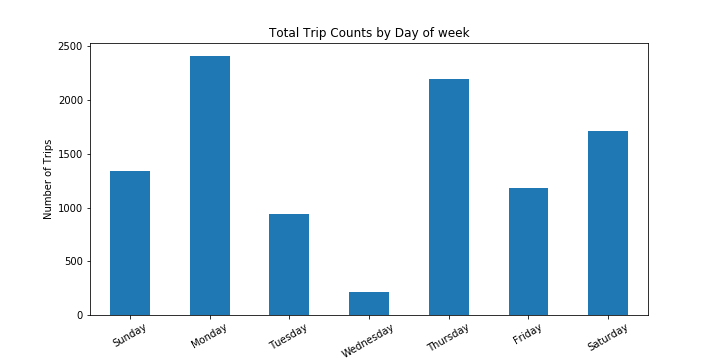 Total Trip Counts by Day of week
Number of Trips
2500
2000
1500
1000
500
0
Sunday
Monday
Tuesday
Wednesday
Thursday
Friday
Saturday